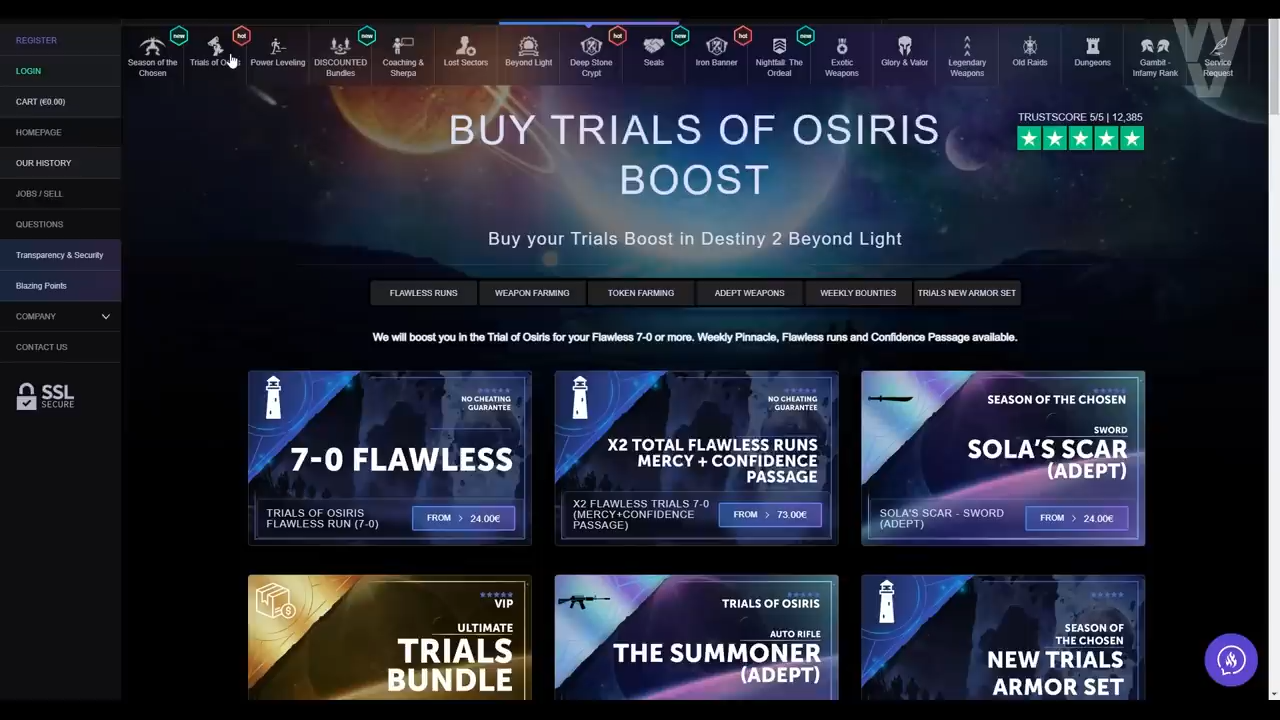 REGISTER
LOGIN
CART (€0.00)
HOMEPAGE
OUR HISTORY
JOBS / SELL
QUESTIONS
Transparency & Security
Blazing Points
COMPANY
CONTACT US
SSL
SECURE
new
hot
new
hot
new
hot
new
Season of the
Chosen
Trials of
Power Leveling
DISCOUNTED
Bundles
Coaching &
Sherpa
Lost Sectors
Beyond Light
Deep Stone
Crypt
Seals
Iron Banner
Nightfall: The
Ordeal
Exotic
Weapons
Glory & Valor
Legendary
Weapons
Old Raids
Dungeons
Gambit -
Infamy Rank
Service
Request
BUY TRIALS OF OSIRIS
BOOST
TRUSTSCORE 5/5 | 12,385
Buy your Trials Boost in Destiny 2 Beyond Light
FLAWLESS RUNS
WEAPON FARMING
TOKEN FARMING
ADEPT WEAPONS
WEEKLY BOUNTIES
TRIALS NEW ARMOR SET
We will boost you in the Trial of Osiris for your Flawless 7-0 or more. Weekly Pinnacle, Flawless runs and Confidence Passage available.
NO CHEATING
GUARANTEE
7-0 FLAWLESS
TRIALS OF OSIRIS
FLAWLESS RUN (7-0)
FROM > 24.00€
NO CHEATING
GUARANTEE
X2 TOTAL FLAWLESS RUNS
MERCY + CONFIDENCE
PASSAGE
X2 FLAWLESS TRIALS 7-0
(MERCY+CONFIDENCE
PASSAGE)
FROM > 73.00€
SEASON OF THE CHOSEN
SWORD
SOLA'S SCAR
(ADEPT)
SOLA'S SCAR - SWORD
(ADEPT)
FROM > 24.00€
VIP
ULTIMATE
TRIALS
BUNDLE
TRIALS OF OSIRIS
AUTO RIFLE
THE SUMMONER
(ADEPT)
SEASON OF
THE CHOSEN
NEW TRIALS
ARMOR SET